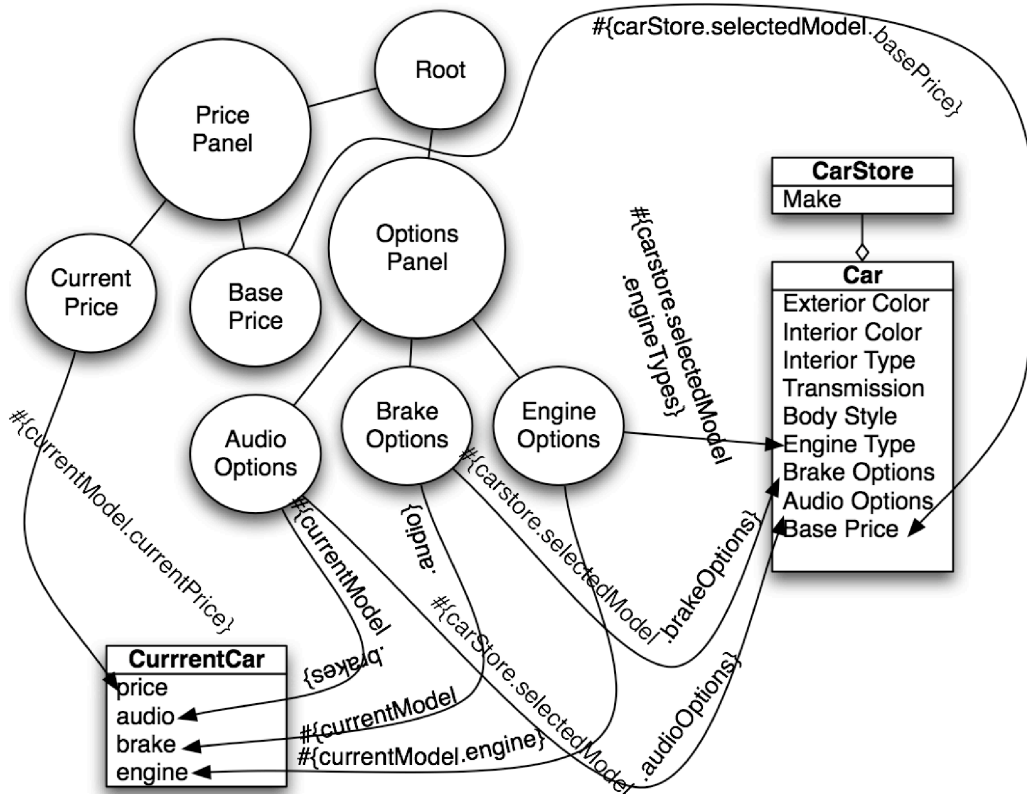 #{carStore.selectedModel.basePrice}
Root
Price
Panel
CarStore
Make
Options
Panel
#{carstore.selectedModel
.engineTypes}
Current
Price
Base
Price
Car
Exterior Color
Interior Color
Interior Type
Transmission
Body Style
Engine Type
Brake Options
Audio Options
Base Price
Audio
Options
Brake
Options
Engine
Options
#{currentModel.currentPrice}
#{currentModel
.brakes}
.audio}
#{carstore.selectedModel
.brakeOptions}
#{carStore.selectedModel
.audioOptions}
CurrrentCar
price
audio
brake
engine
#{currentModel
#{currentModel.engine}